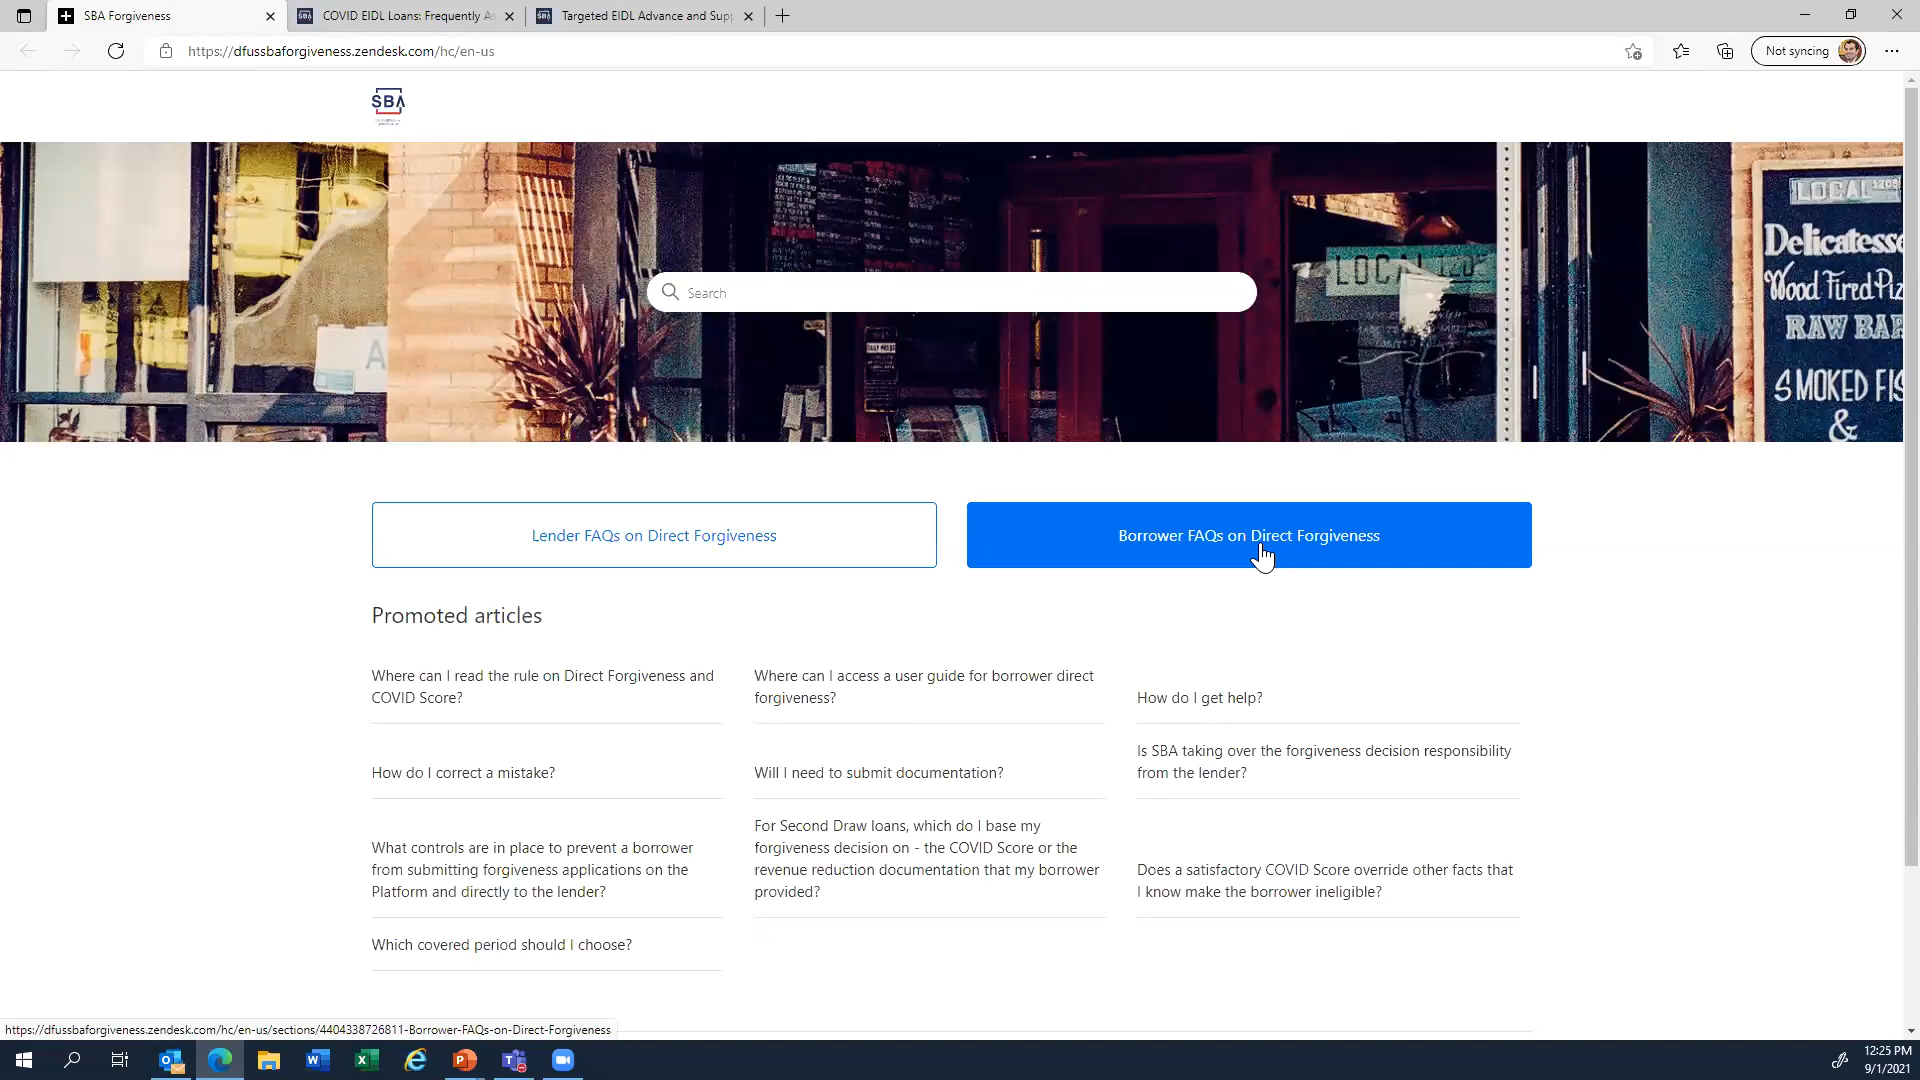 SBA Forgiveness
COVID EIDL Loans: Frequently As
Targeted EIDL Advance and Supp
https://dfussbaforgiveness.zendesk.com/hc/en-us
Not syncing
SBA
LOCAL
Delicatesse
Wood Fired Piz
RAW BAR
SMOKED FIS
&
LOCAL 120
A
Search
Lender FAQs on Direct Forgiveness
Borrower FAQs on Direct Forgiveness
Promoted articles
Where can I read the rule on Direct Forgiveness and
COVID Score?
Where can I access a user guide for borrower direct
forgiveness?
How do I get help?
How do I correct a mistake?
Will I need to submit documentation?
Is SBA taking over the forgiveness decision responsibility
from the lender?
What controls are in place to prevent a borrower
from submitting forgiveness applications on the
Platform and directly to the lender?
For Second Draw loans, which do I base my
forgiveness decision on - the COVID Score or the
revenue reduction documentation that my borrower
provided?
Does a satisfactory COVID Score override other facts that
I know make the borrower ineligible?
Which covered period should I choose?
https://dfussbaforgiveness.zendesk.com/hc/en-us/sections/4404338726811-Borrower-FAQs-on-Direct-Forgiveness
12:25 PM
9/1/2021